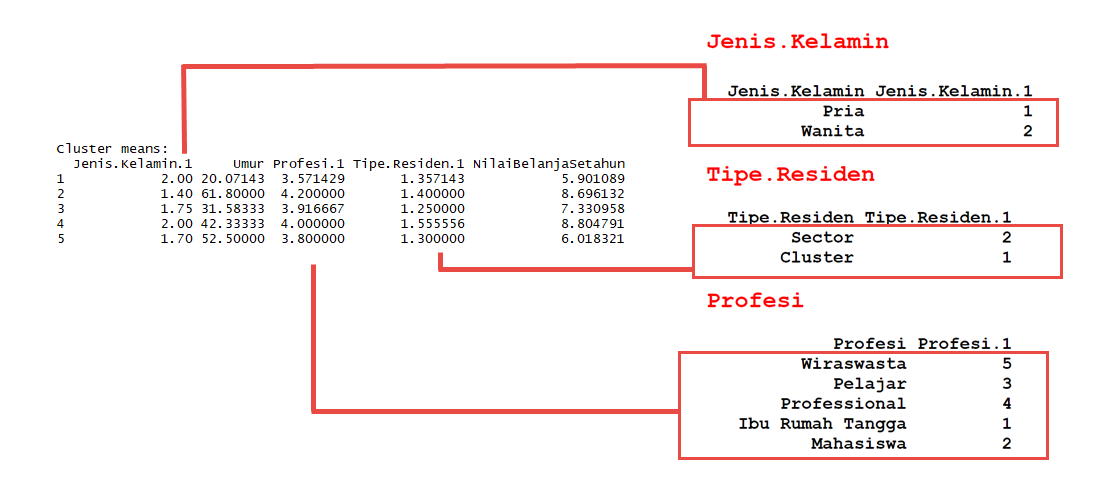 Cluster means:
Jenis.Kelamin.1 Umur Profesi.1 Tipe.Residen.1 NilaiBelanjaSetahun
1 2.00 20.07143 3.571429 1.357143 5.901089
2 1.40 61.80000 4.200000 1.400000 8.696132
3 1.75 31.58333 3.916667 1.250000 7.330958
4 2.00 42.33333 4.000000 1.555556 8.804791
5 1.70 52.50000 3.800000 1.300000 6.018321
Jenis.Kelamin
Jenis.Kelamin Jenis.Kelamin.1
Pria 1
Wanita 2
Tipe.Residen
Tipe.Residen Tipe.Residen.1
Sector 2
Cluster 1
Profesi
Profesi Profesi.1
Wiraswasta 5
Pelajar 3
Professional 4
Ibu Rumah Tangga 1
Mahasiswa 2